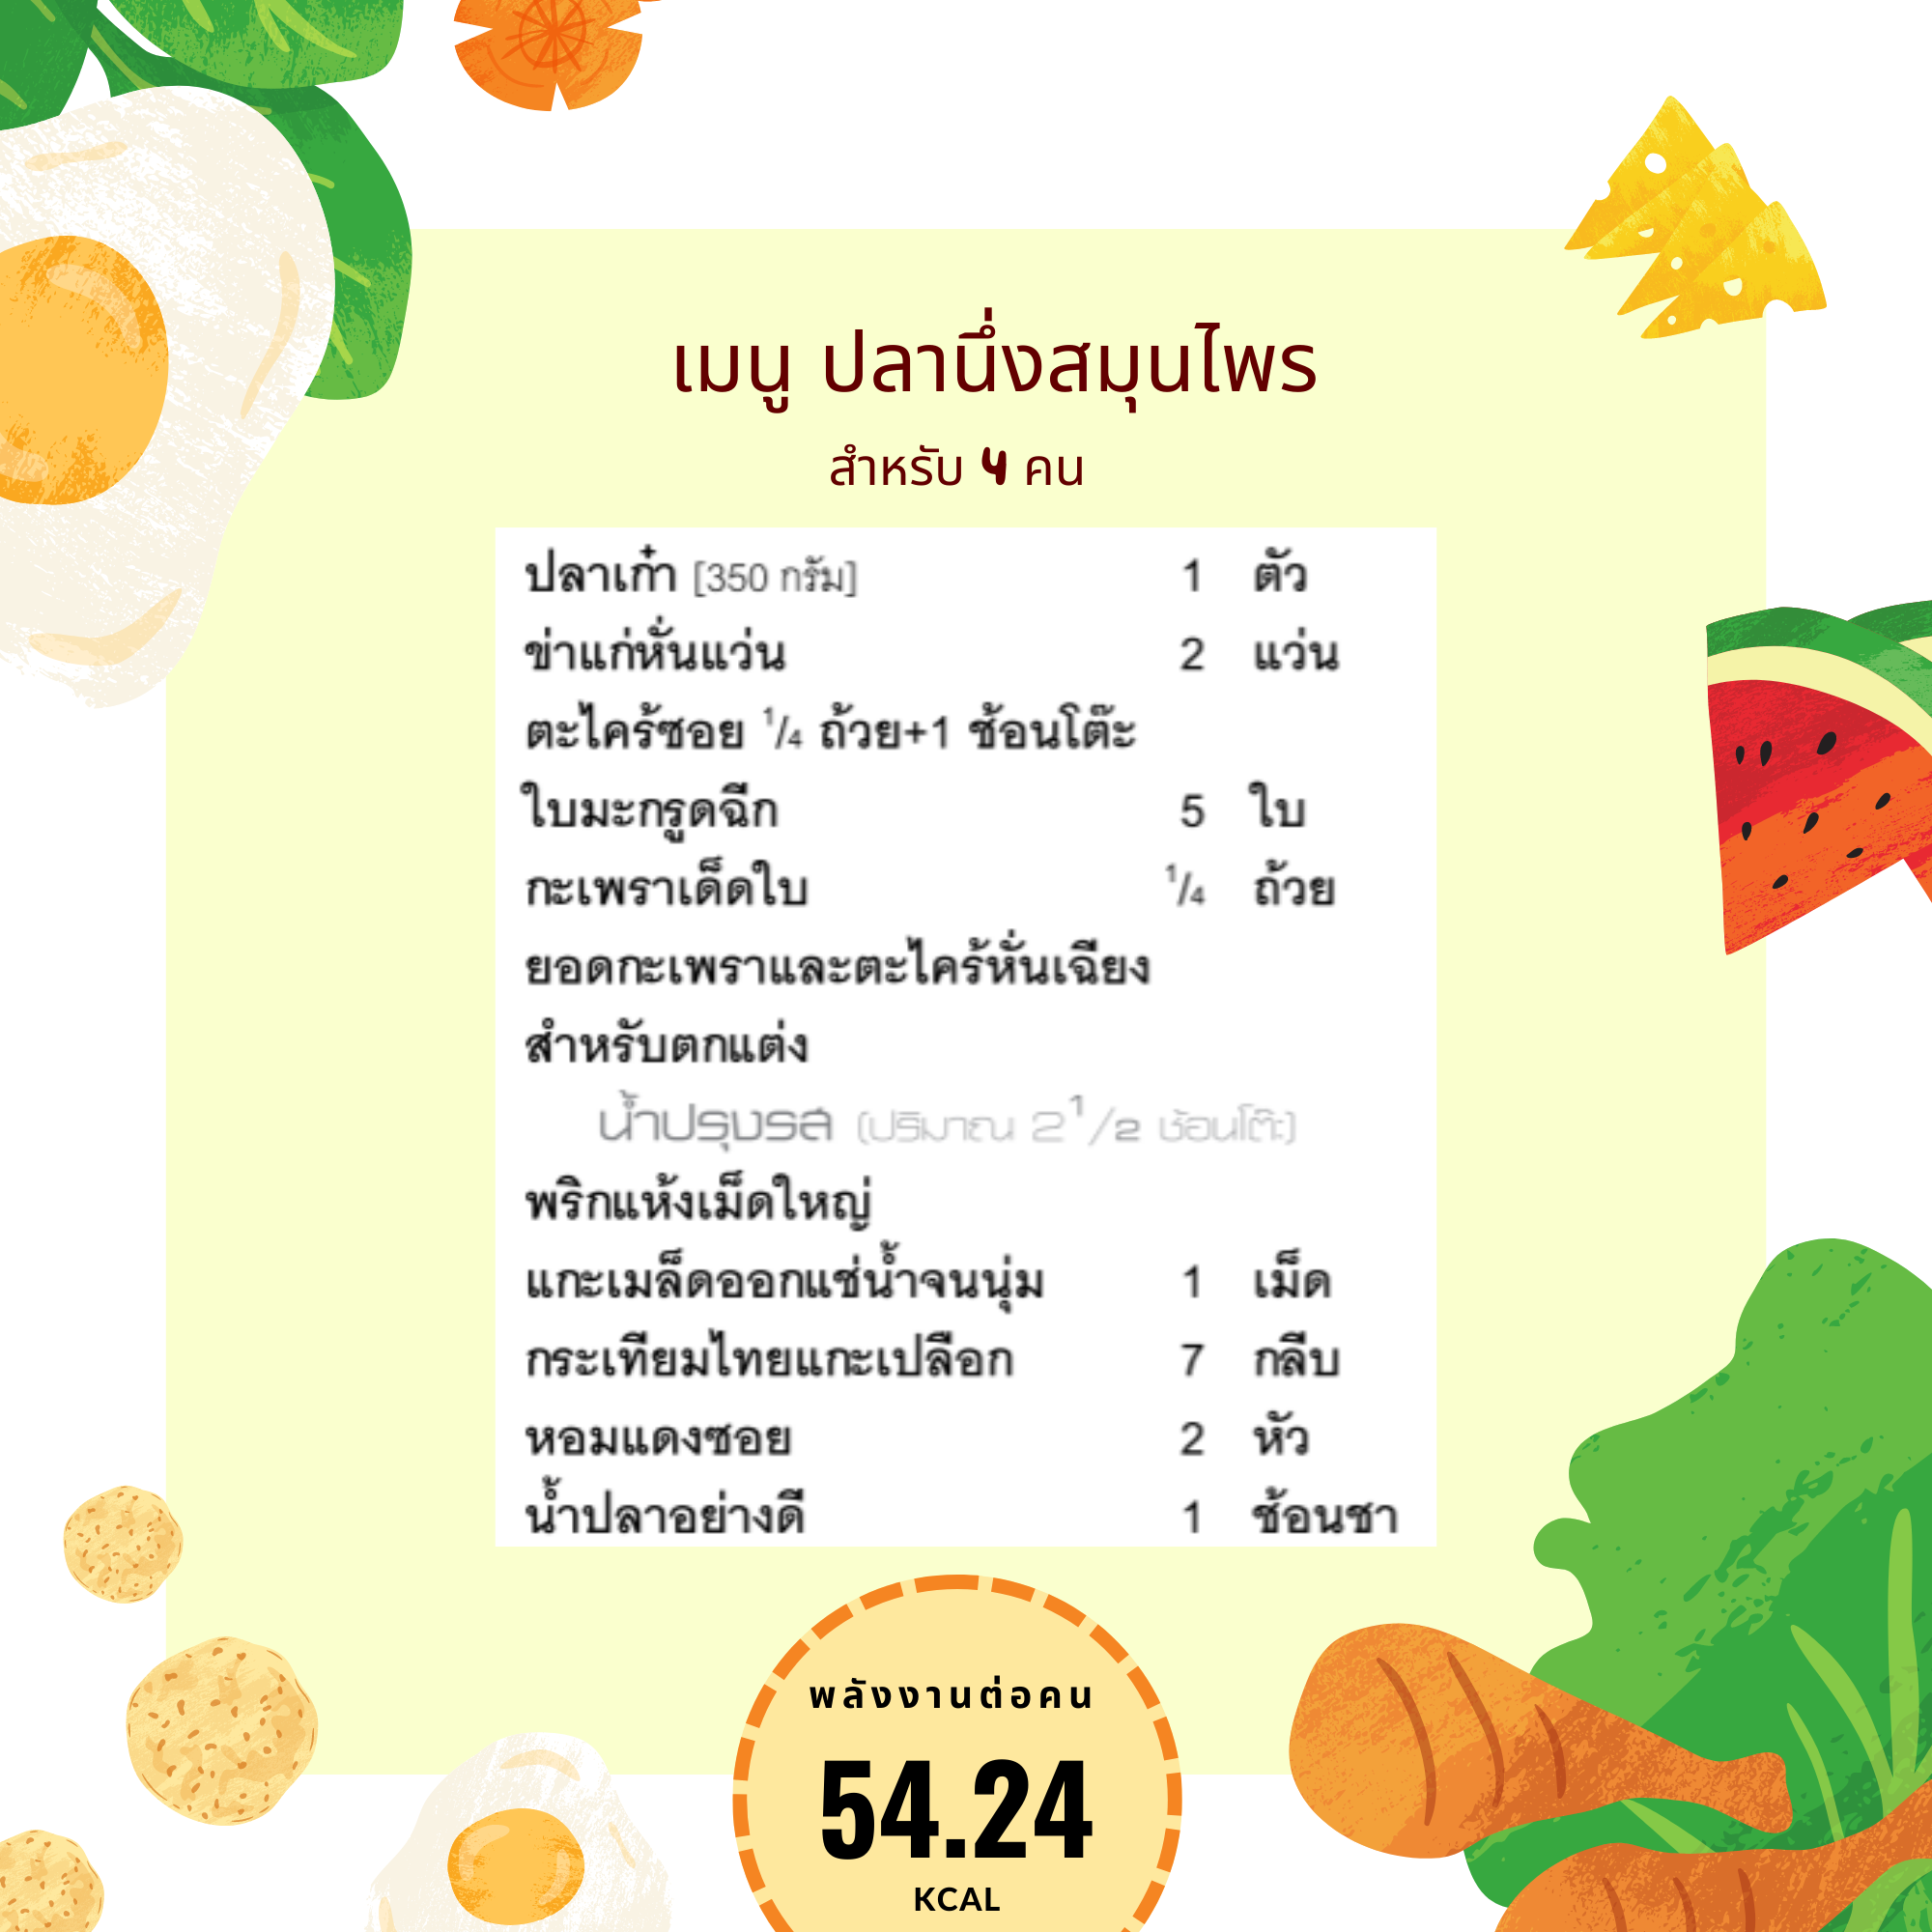 เมนู ปลานึ่งสมุนไพร
สำหรับ 4 คน
ปลาเก๋า [350 กรัม] 1 ตัว
ข่าแก่หั่นแว่น 2 แว่น
ตะไคร้ซอย 1/4 ถ้วย+1 ช้อนโต๊ะ
ใบมะกรูดฉีก 5 ใบ
กะเพราเด็ดใบ 1/4 ถ้วย
ยอดกะเพราและตะไคร้หั่นเฉียง
สำหรับตกแต่ง
น้ำปรุงรส (ปริมาณ 2 1/2 ช้อนโต๊ะ)
พริกแห้งเม็ดใหญ่
แกะเมล็ดออกแช่น้ำจนนุ่ม 1 เม็ด
กระเทียมไทยแกะเปลือก 7 กลีบ
หอมแดงซอย 2 หัว
น้ำปลาอย่างดี 1 ช้อนชา
พลังงานต่อคน
54.24
KCAL